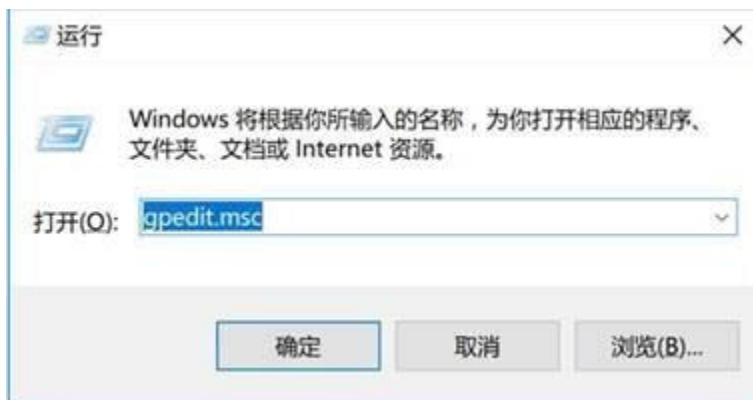 运行
Windows 将根据你所输入的名称，为你打开相应的程序、
文件夹、文档或 Internet 资源。
打开(O): gpedit.msc
确定 取消 浏览(B)...